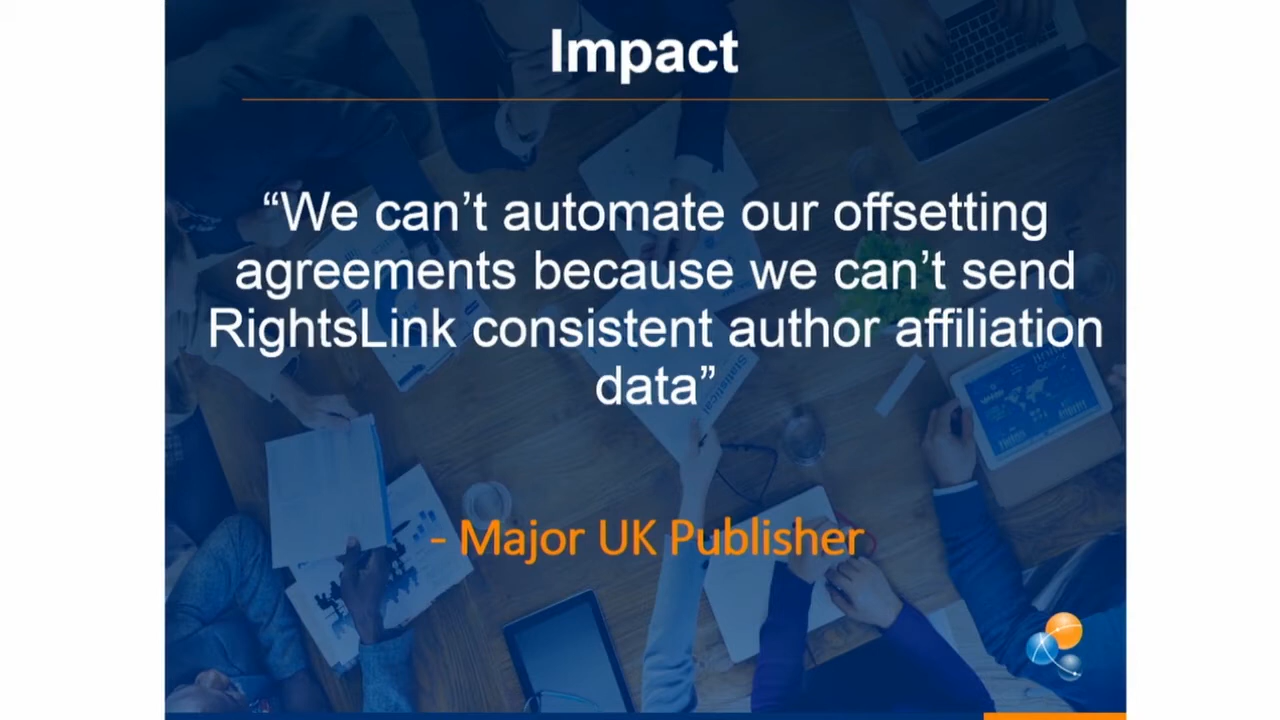 Impact
“We can’t automate our offsetting
agreements because we can’t send
RightsLink consistent author affiliation
data”
- Major UK Publisher
Statistical